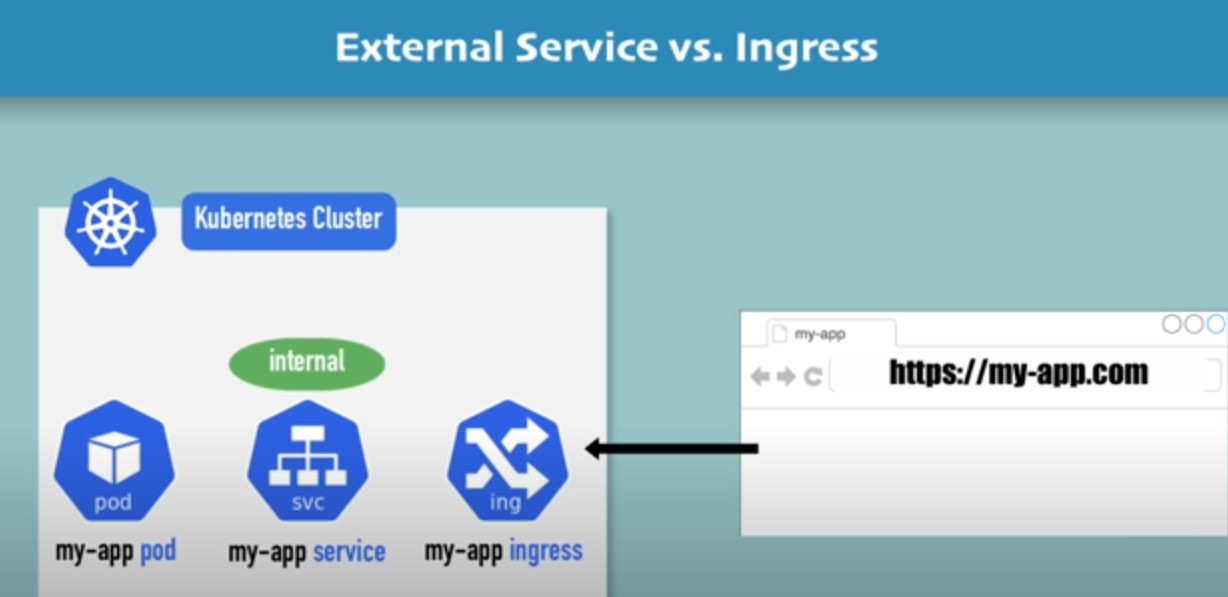 External Service vs. Ingress
Kubernetes Cluster
internal
pod
svc
ing
my-app pod
my-app service
my-app ingress
my-app
https://my-app.com